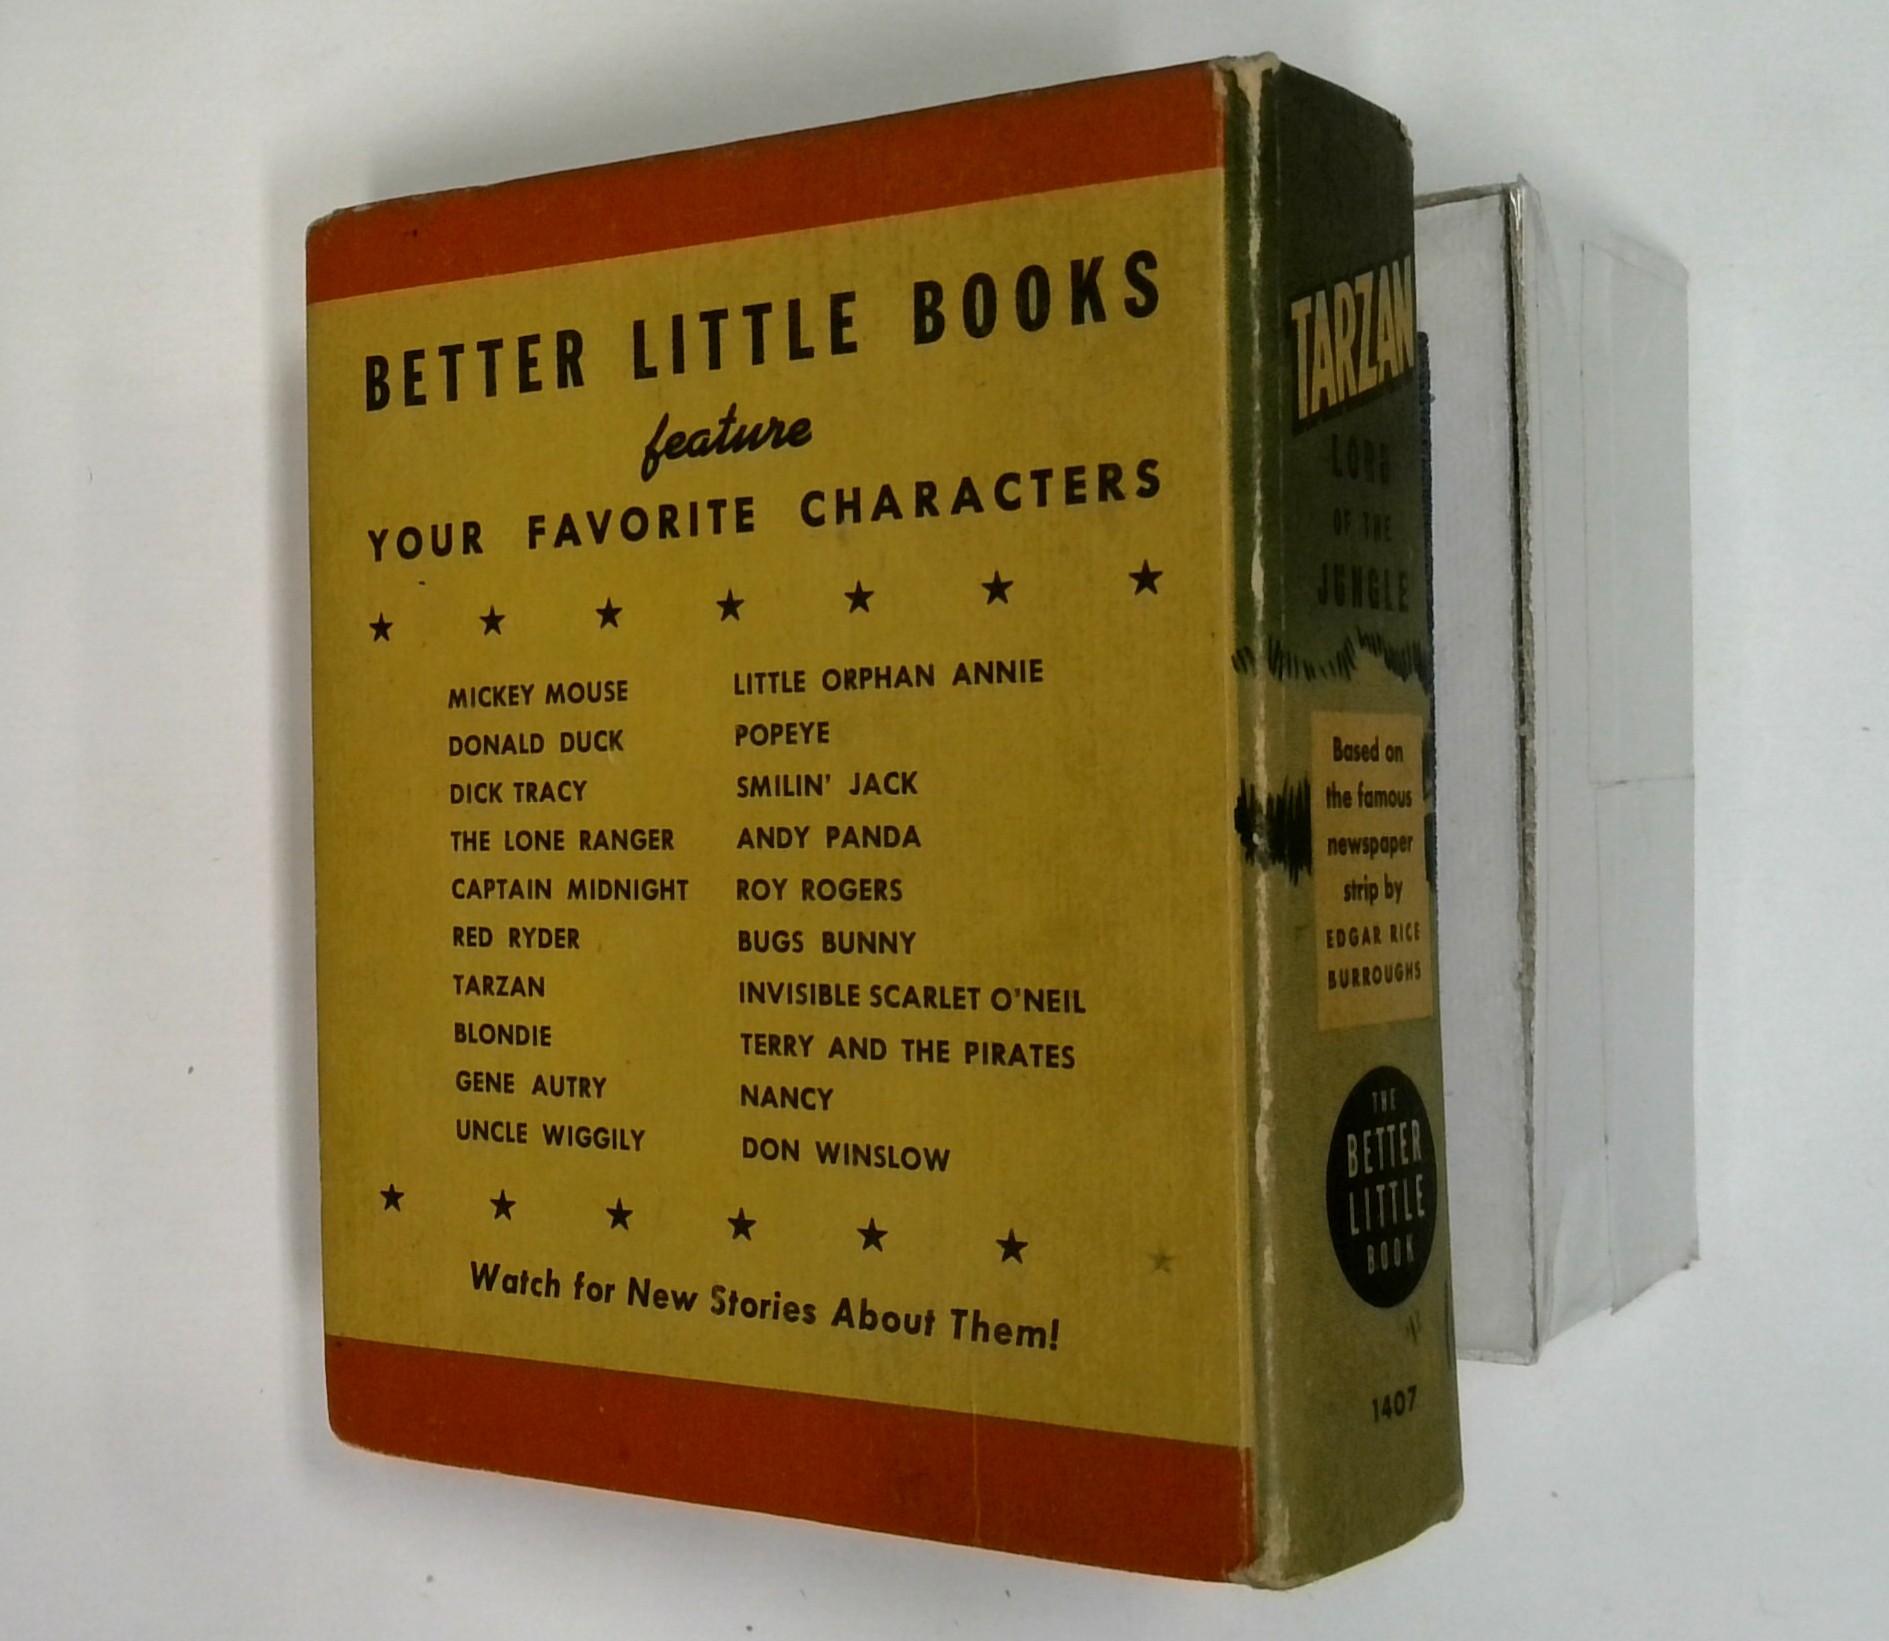 BETTER LITTLE BOOKS
feature
YOUR FAVORITE CHARACTERS
MICKEY MOUSE
DONALD DUCK
DICK TRACY
THE LONE RANGER
CAPTAIN MIDNIGHT
RED RYDER
TARZAN
BLONDIE
GENE AUTRY
UNCLE WIGGILY
LITTLE ORPHAN ANNIE
POPEYE
SMILIN' JACK
ANDY PANDA
ROY ROGERS
BUGS BUNNY
INVISIBLE SCARLET O'NEIL
TERRY AND THE PIRATES
NANCY
DON WINSLOW
Watch for New Stories About Them!
TARZAN
LORD
OF THE
JUNGLE
Based on
the famous
newspaper
strip by
EDGAR RICE
BURROUGHS
THE
BETTER
LITTLE
BOOK
1407